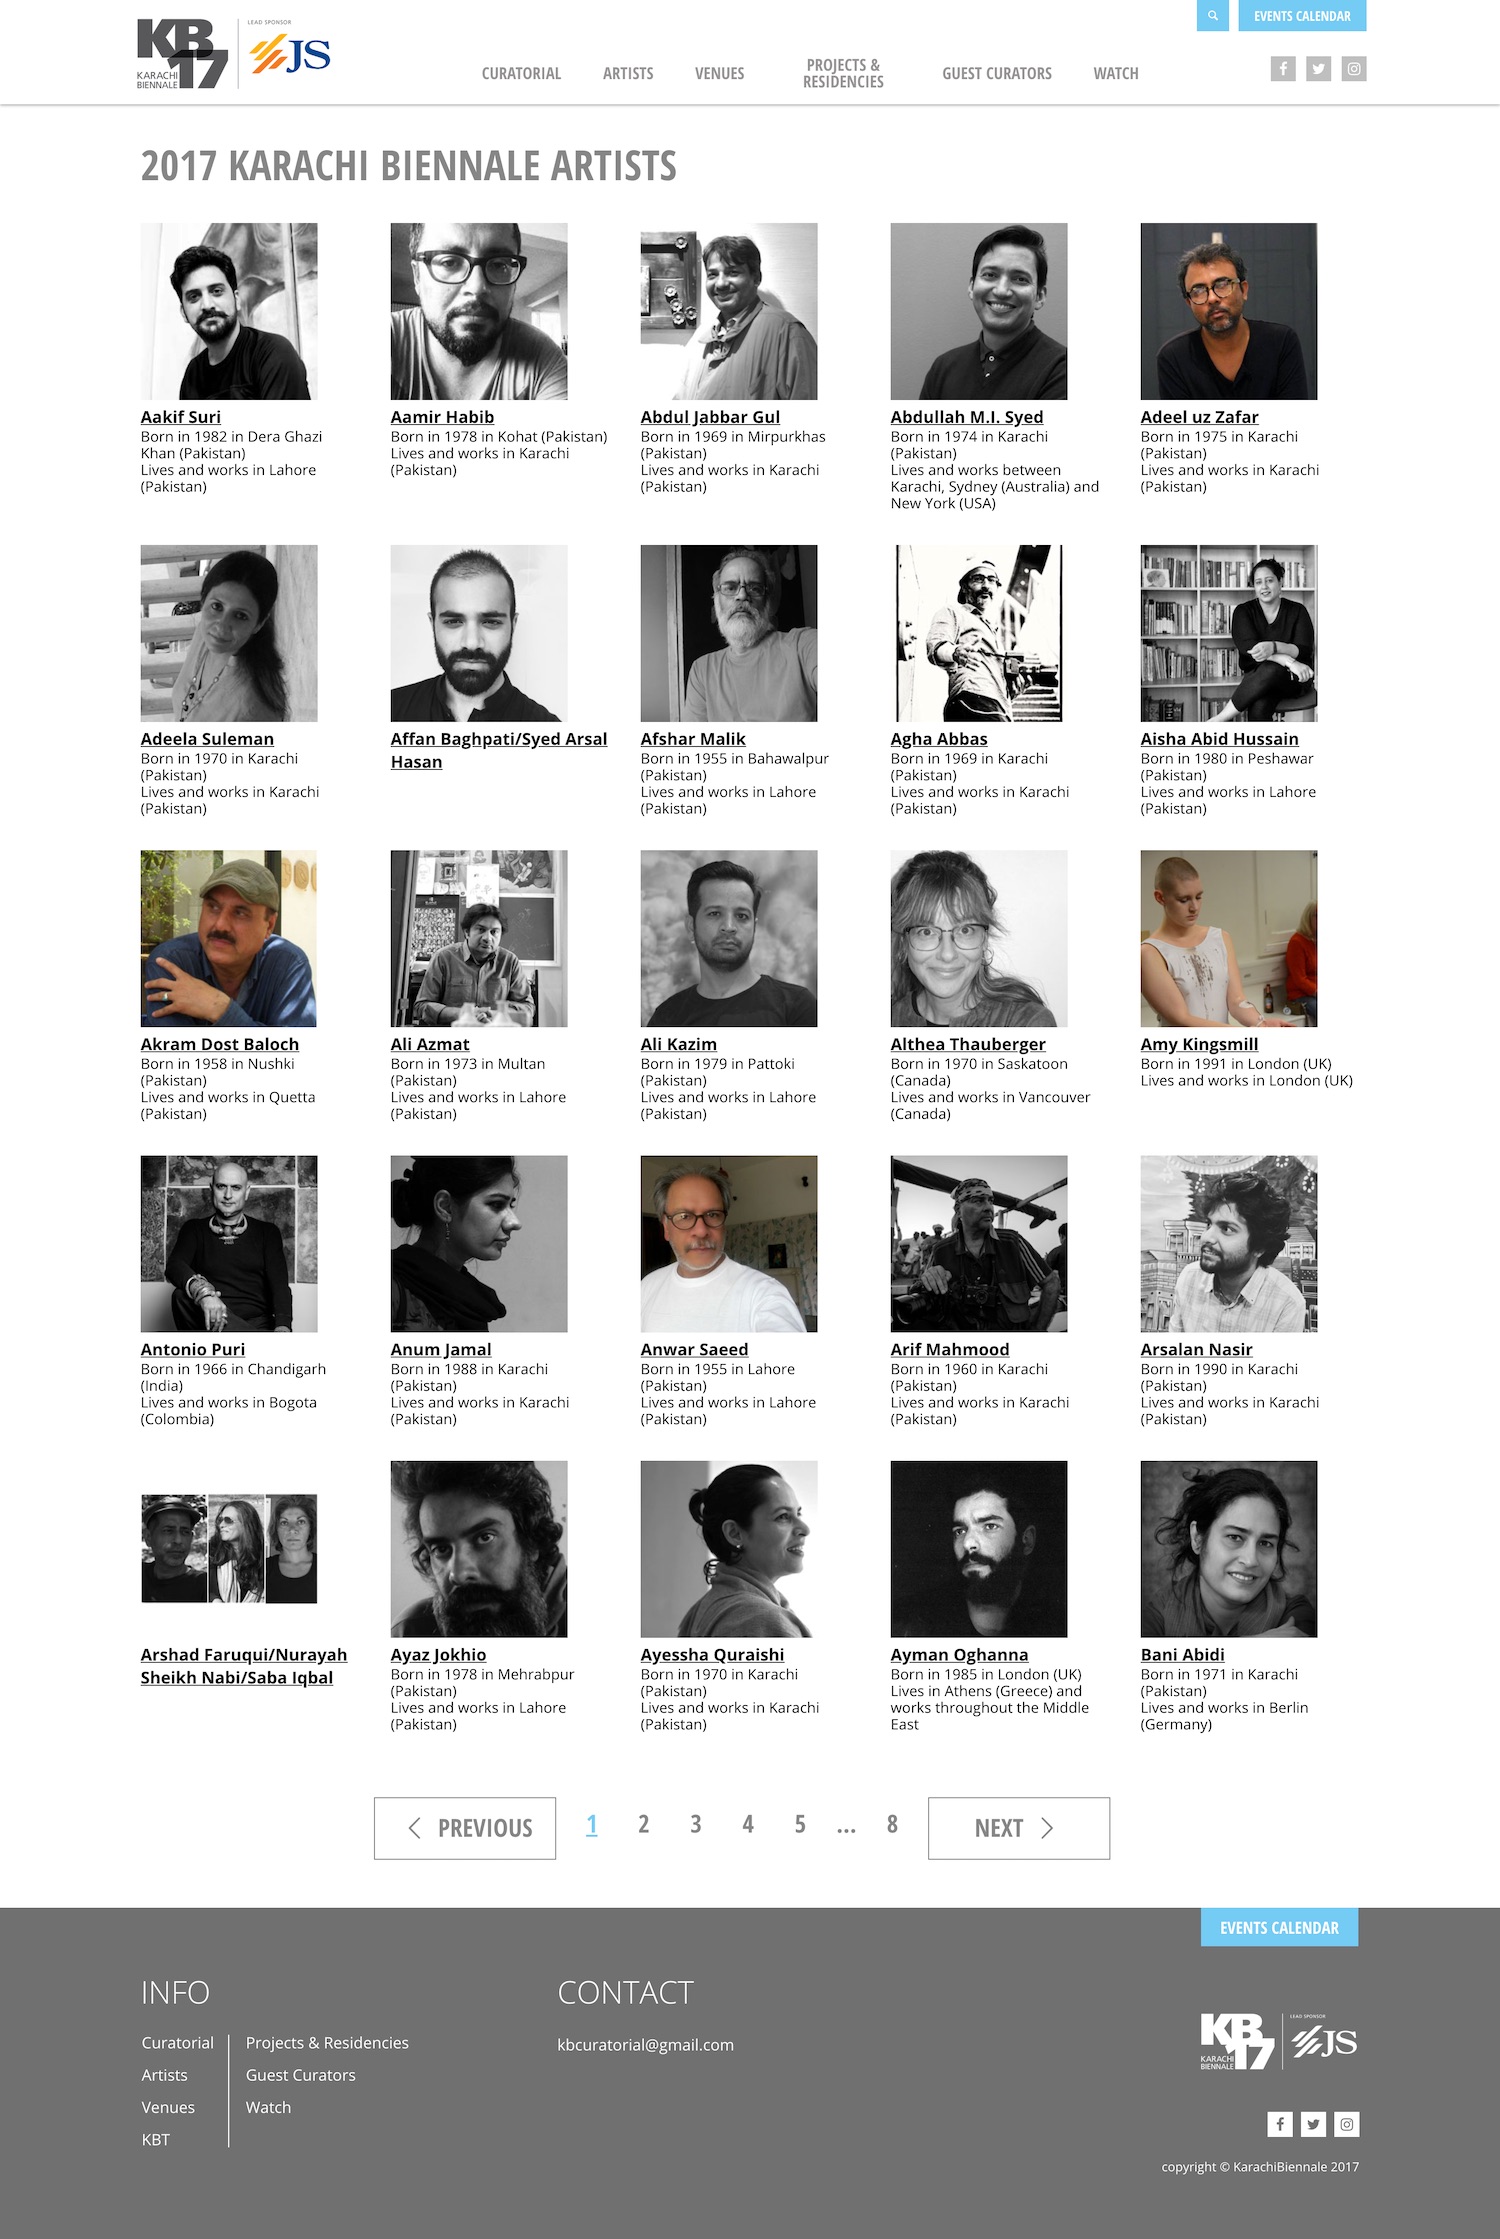 KB
17
KARACHI
BIENNALE
LEAD SPONSOR
JS
EVENTS CALENDAR
CURATORIAL
ARTISTS
VENUES
PROJECTS &
RESIDENCIES
GUEST CURATORS
WATCH
2017 KARACHI BIENNALE ARTISTS
Aakif Suri
Born in 1982 in Dera Ghazi
Khan (Pakistan)
Lives and works in Lahore
(Pakistan)
Aamir Habib
Born in 1978 in Kohat (Pakistan)
Lives and works in Karachi
(Pakistan)
Abdul Jabbar Gul
Born in 1969 in Mirpurkhas
(Pakistan)
Lives and works in Karachi
(Pakistan)
Abdullah M.I. Syed
Born in 1974 in Karachi
(Pakistan)
Lives and works between
Karachi, Sydney (Australia) and
New York (USA)
Adeel uz Zafar
Born in 1975 in Karachi
(Pakistan)
Lives and works in Karachi
(Pakistan)
Adeela Suleman
Born in 1970 in Karachi
(Pakistan)
Lives and works in Karachi
(Pakistan)
Affan Baghpati/Syed Arsal
Hasan
Afshar Malik
Born in 1955 in Bahawalpur
(Pakistan)
Lives and works in Lahore
(Pakistan)
Agha Abbas
Born in 1969 in Karachi
(Pakistan)
Lives and works in Karachi
(Pakistan)
Aisha Abid Hussain
Born in 1980 in Peshawar
(Pakistan)
Lives and works in Lahore
(Pakistan)
Akram Dost Baloch
Born in 1958 in Nushki
(Pakistan)
Lives and works in Quetta
(Pakistan)
Ali Azmat
Born in 1973 in Multan
(Pakistan)
Lives and works in Lahore
(Pakistan)
Ali Kazim
Born in 1979 in Pattoki
(Pakistan)
Lives and works in Lahore
(Pakistan)
Althea Thauberger
Born in 1970 in Saskatoon
(Canada)
Lives and works in Vancouver
(Canada)
Amy Kingsmill
Born in 1991 in London (UK)
Lives and works in London (UK)
Antonio Puri
Born in 1966 in Chandigarh
(India)
Lives and works in Bogota
(Colombia)
Anum Jamal
Born in 1988 in Karachi
(Pakistan)
Lives and works in Karachi
(Pakistan)
Anwar Saeed
Born in 1955 in Lahore
(Pakistan)
Lives and works in Lahore
(Pakistan)
Arif Mahmood
Born in 1960 in Karachi
(Pakistan)
Lives and works in Karachi
(Pakistan)
Arsalan Nasir
Born in 1990 in Karachi
(Pakistan)
Lives and works in Karachi
(Pakistan)
Arshad Faruqui/Nurayah
Sheikh Nabi/Saba Iqbal
Ayaz Jokhio
Born in 1978 in Mehrabpur
(Pakistan)
Lives and works in Lahore
(Pakistan)
Ayessha Quraishi
Born in 1970 in Karachi
(Pakistan)
Lives and works in Karachi
(Pakistan)
Ayman Oghanna
Born in 1985 in London (UK)
Lives in Athens (Greece) and
works throughout the Middle
East
Bani Abidi
Born in 1971 in Karachi
(Pakistan)
Lives and works in Berlin
(Germany)
PREVIOUS 1 2 3 4 5 ... 8 NEXT
EVENTS CALENDAR
INFO
Curatorial
Artists
Venues
KBT
Projects & Residencies
Guest Curators
Watch
CONTACT
kbcuratorial@gmail.com
KB
17
KARACHI
BIENNALE
LEAD SPONSOR
JS
copyright © KarachiBiennale 2017